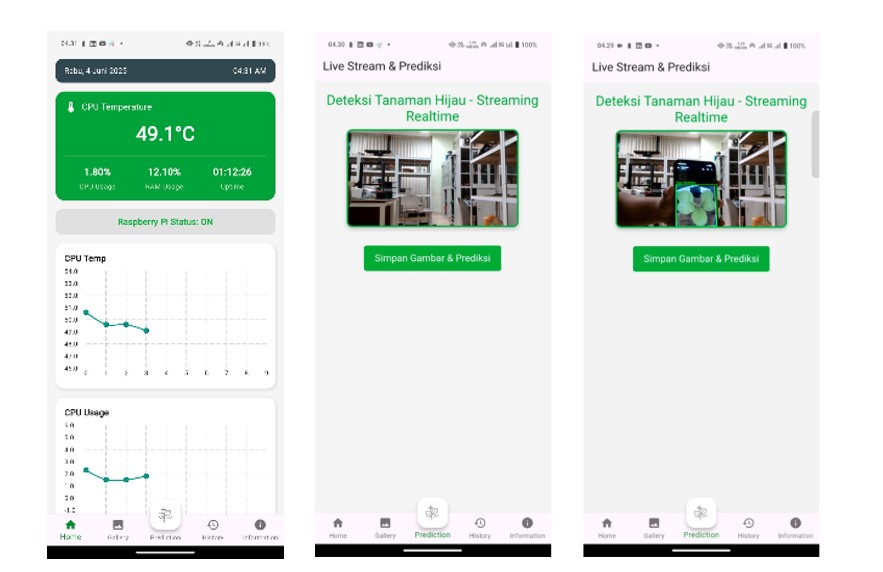 04.31
99%
Rabu, 4 Juni 2025
04:31 AM
CPU Temperature
49.1°C
1.80%
12.10%
01:12:26
CPU Usage
RAM Usage
Uptime
Raspberry Pi Status: ON
CPU Temp
54.0
53.0
52.0
51.0
50.0
49.0
48.0
47.0
46.0
0 1 2 3 4 5 6 7 8 9
CPU Usage
6.0
5.0
4.0
3.0
2.0
1.0
0.0
-1.0
Home
Gallery
Prediction
History
Information
04.30
100%
Live Stream & Prediksi
Deteksi Tanaman Hijau - Streaming
Realtime
Simpan Gambar & Prediksi
Home
Gallery
Prediction
History
Information
04.29
100%
Live Stream & Prediksi
Deteksi Tanaman Hijau - Streaming
Realtime
Simpan Gambar & Prediksi
Home
Gallery
Prediction
History
Information